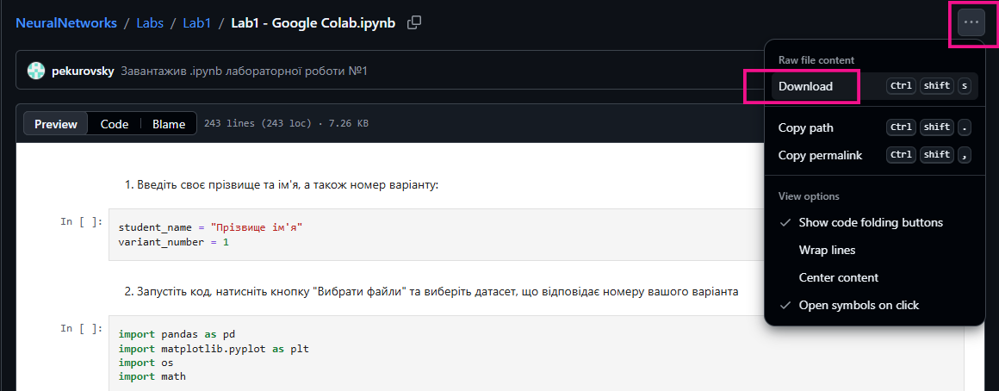 NeuralNetworks / Labs / Lab1 / Lab1 - Google Colab.ipynb
pekurovsky Завантажив .ipynb лабораторної роботи №1
Raw file content
Download Ctrl shift s
Copy path Ctrl shift .
Copy permalink Ctrl shift ,
View options
Show code folding buttons
Wrap lines
Center content
Open symbols on click
Preview Code Blame 243 lines (243 loc) · 7.26 KB
1. Введіть своє прізвище та ім'я, а також номер варіанту:
In [ ]:
student_name = "Прізвище ім'я"
variant_number = 1
2. Запустіть код, натисніть кнопку "Вибрати файли" та виберіть датасет, що відповідає номеру вашого варіанта
In [ ]:
import pandas as pd
import matplotlib.pyplot as plt
import os
import math